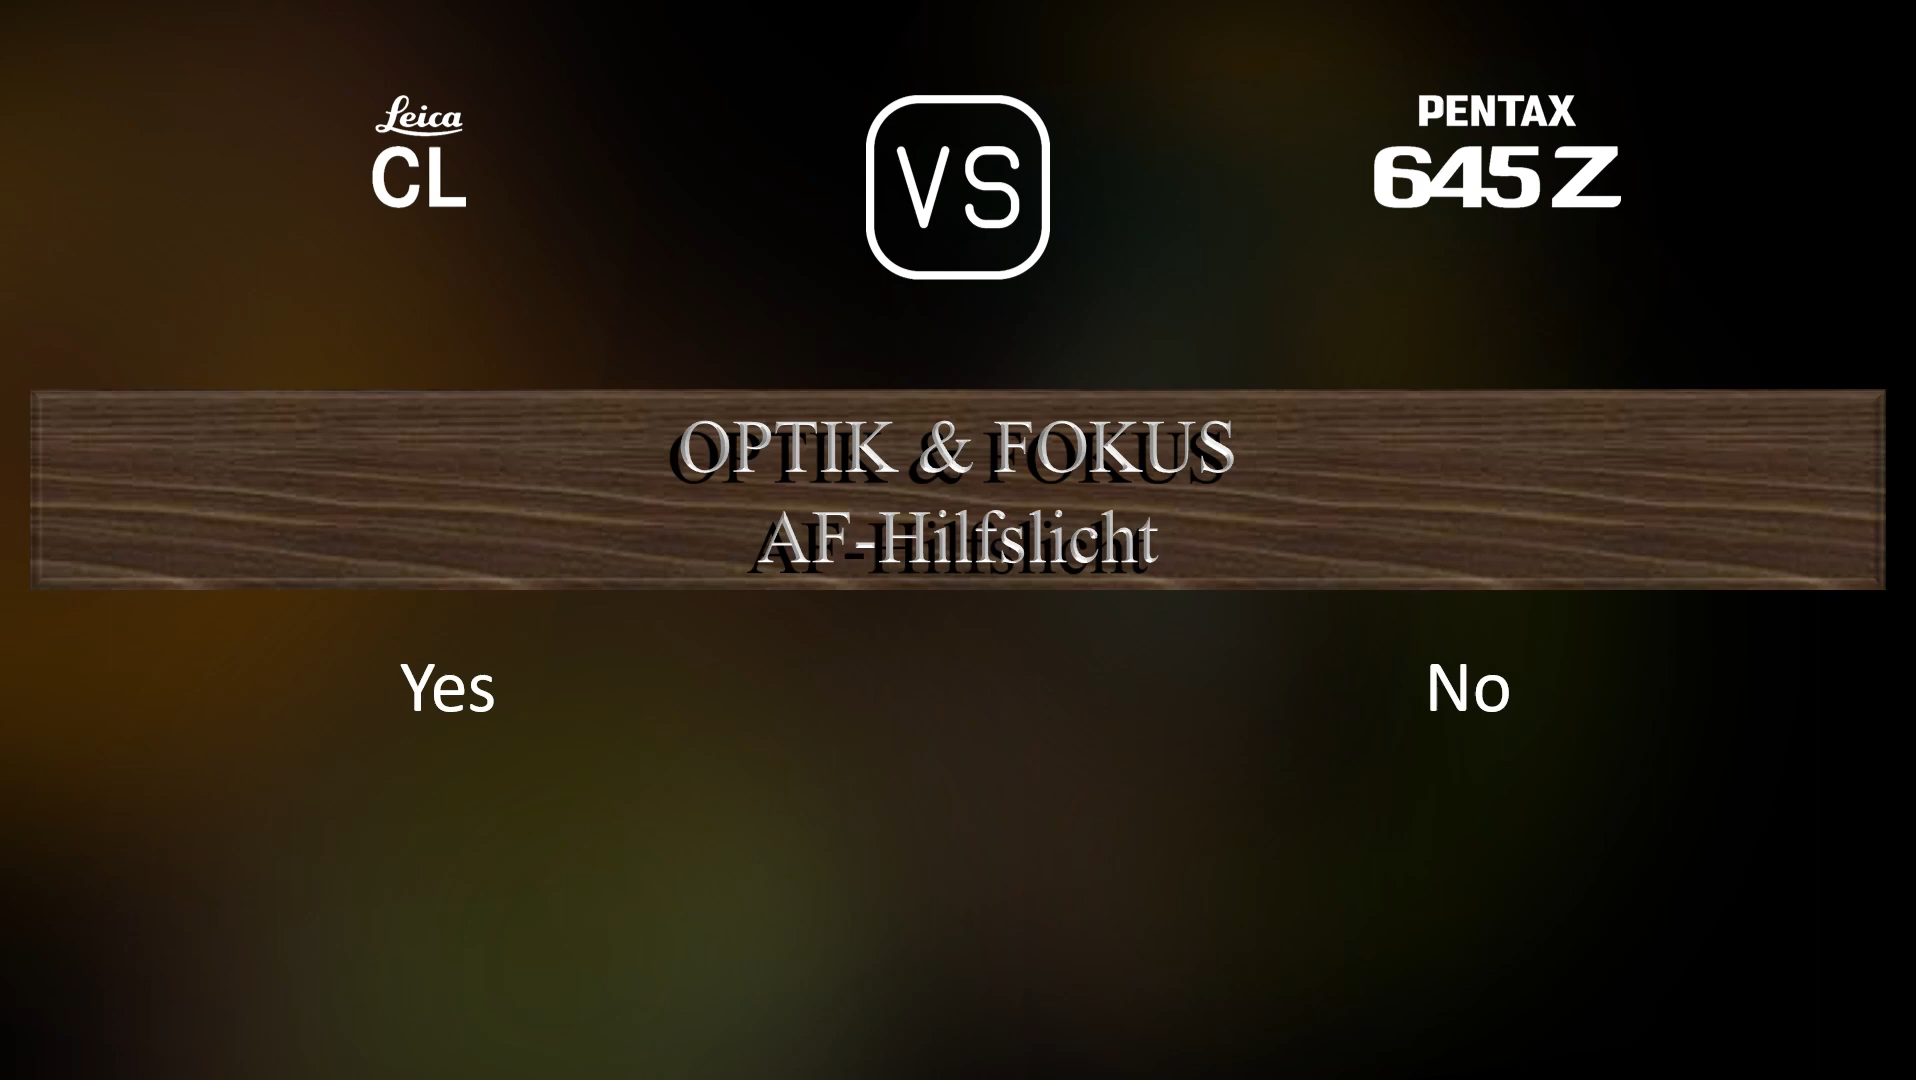 Leica
CL
VS
PENTAX
645Z
OPTIK & FOKUS
AF-Hilfslicht
Yes
No